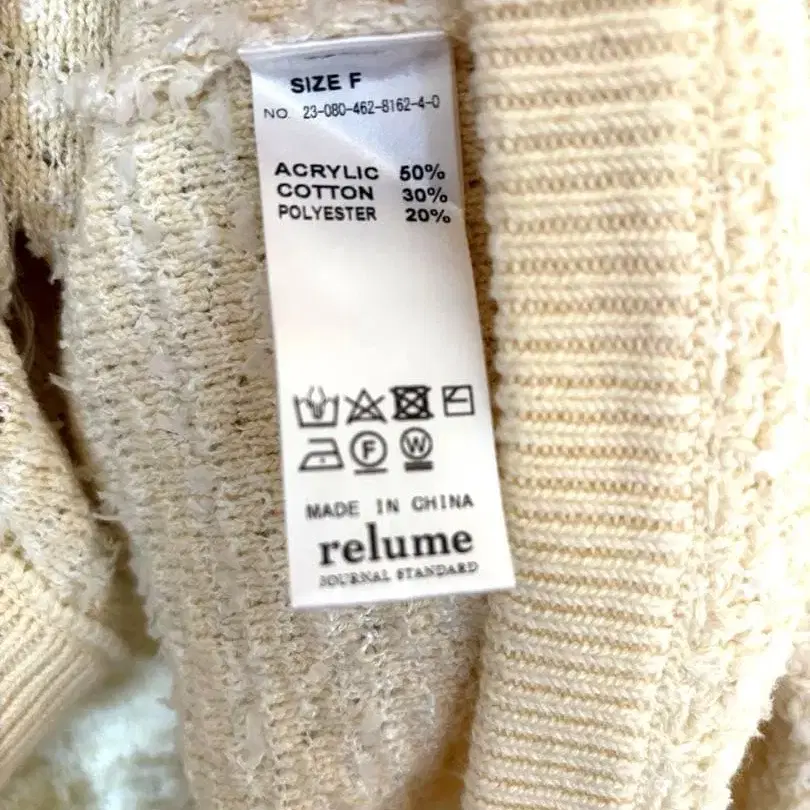 SIZE F
NO. 23-080-462-8162-4-0
ACRYLIC 50%
COTTON 30%
POLYESTER 20%
F W
MADE IN CHINA
relume
JOURNAL STANDARD